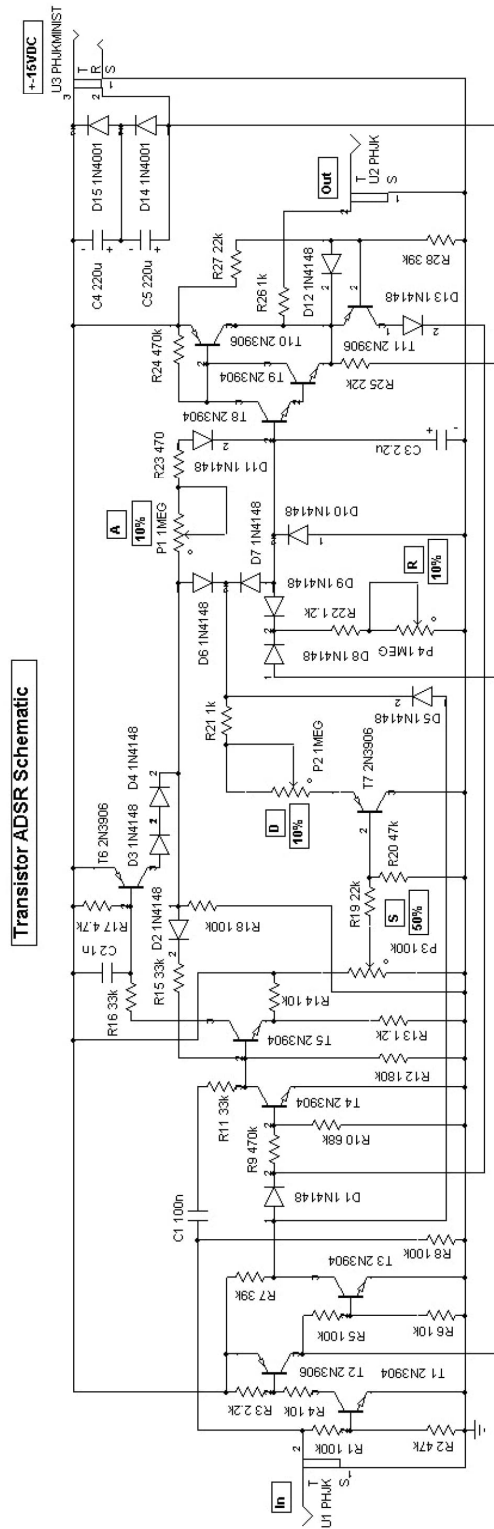 Transistor ADSR Schematic
+-15VDC
U3 PHJKMINIST
T
R
S
3
2
1
D15 1N4001
D14 1N4001
C4 220u
C5 220u
Out
U2 PHJK
T
S
2
1
R27 22k
R26 1k
D12 1N4148
R28 39k
D13 1N4148
T11 2N3906
T10 2N3906
T9 2N3904
T8 2N3904
R24 470k
R25 22k
R23 470
D11 1N4148
C3 2.2u
A
10%
P1 1MEG
D10 1N4148
D7 1N4148
D6 1N4148
D9 1N4148
R22 1.2k
D8 1N4148
R
10%
P4 1MEG
R21 1k
D5 1N4148
P2 1MEG
D
10%
T7 2N3906
T6 2N3906
D4 1N4148
D3 1N4148
R20 47k
R19 22k
S
50%
P3 100k
R17 4.7k
C2 1n
R16 33k
D2 1N4148
R15 33k
R18 100k
R14 10k
T5 2N3904
R13 1.2k
R12 180k
R11 33k
T4 2N3904
R10 68k
R9 470k
D1 1N4148
C1 100n
R8 100k
T3 2N3904
R7 39k
R5 100k
R6 10k
T2 2N3906
T1 2N3904
R3 2.2k
R4 10k
R1 100k
R2 47k
In
U1 PHJK
T
S
2
1